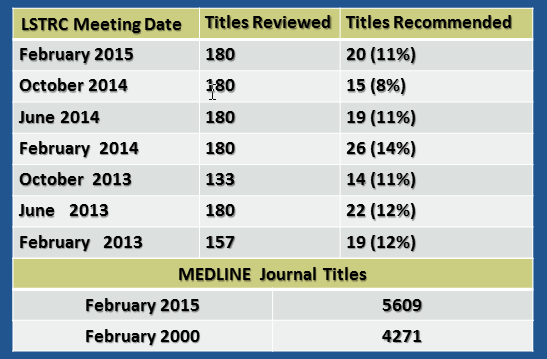 LSTRC Meeting Date Titles Reviewed Titles Recommended
February 2015 180 20 (11%)
October 2014 180 15 (8%)
June 2014 180 19 (11%)
February 2014 180 26 (14%)
October 2013 133 14 (11%)
June 2013 180 22 (12%)
February 2013 157 19 (12%)
MEDLINE Journal Titles
February 2015 5609
February 2000 4271